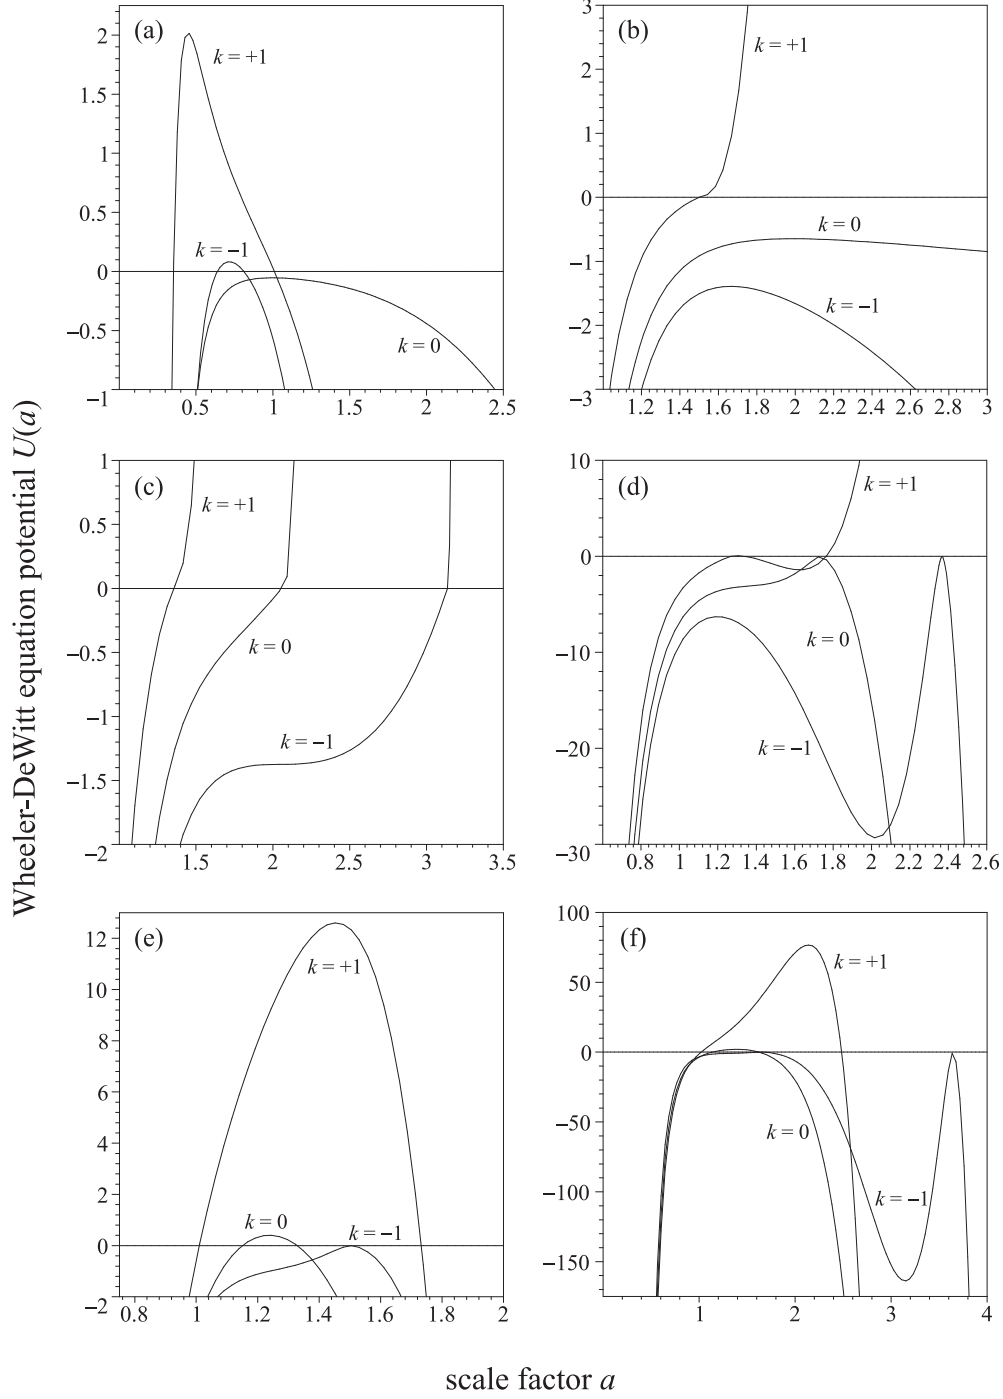 Wheeler-DeWitt equation potential U(a)
(a)
2
1.5
1
0.5
0
−0.5
−1
k = +1
k = −1
k = 0
0.5 1 1.5 2 2.5
(b)
3
2
1
0
−1
−2
−3
k = +1
k = 0
k = −1
1.2 1.4 1.6 1.8 2 2.2 2.4 2.6 2.8 3
(c)
1
0.5
0
−0.5
−1
−1.5
−2
k = +1
k = 0
k = −1
1.5 2 2.5 3 3.5
(d)
10
0
−10
−20
−30
k = +1
k = 0
k = −1
0.8 1 1.2 1.4 1.6 1.8 2 2.2 2.4 2.6
(e)
12
10
8
6
4
2
0
−2
k = +1
k = 0
k = −1
0.8 1 1.2 1.4 1.6 1.8 2
(f)
100
50
0
−50
−100
−150
k = +1
k = 0
k = −1
1 2 3 4
scale factor a